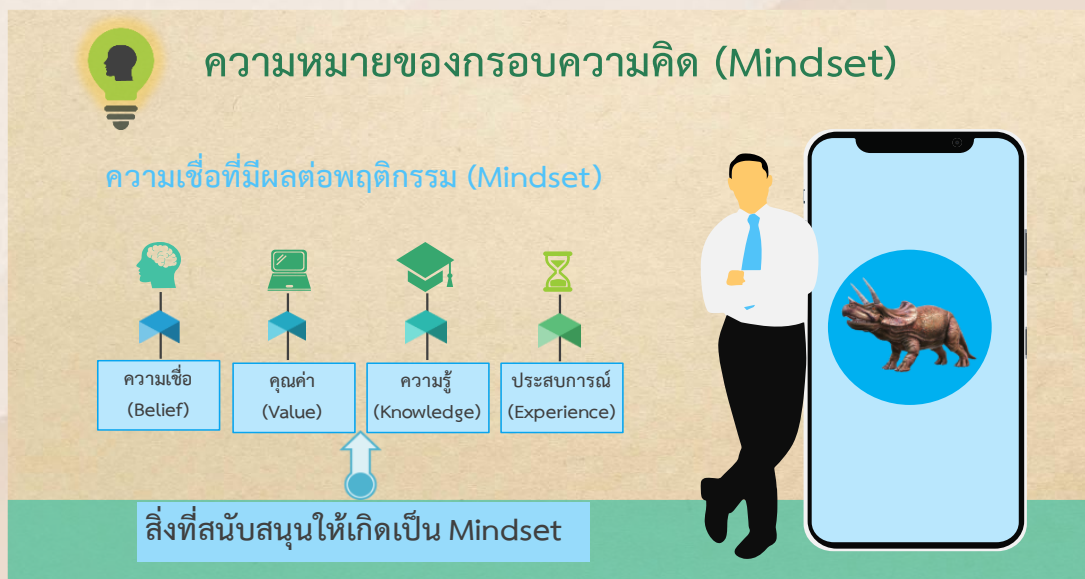 ความหมายของกรอบความคิด (Mindset)
ความเชื่อที่มีผลต่อพฤติกรรม (Mindset)
ความเชื่อ
(Belief)
คุณค่า
(Value)
ความรู้
(Knowledge)
ประสบการณ์
(Experience)
สิ่งที่สนับสนุนให้เกิดเป็น Mindset